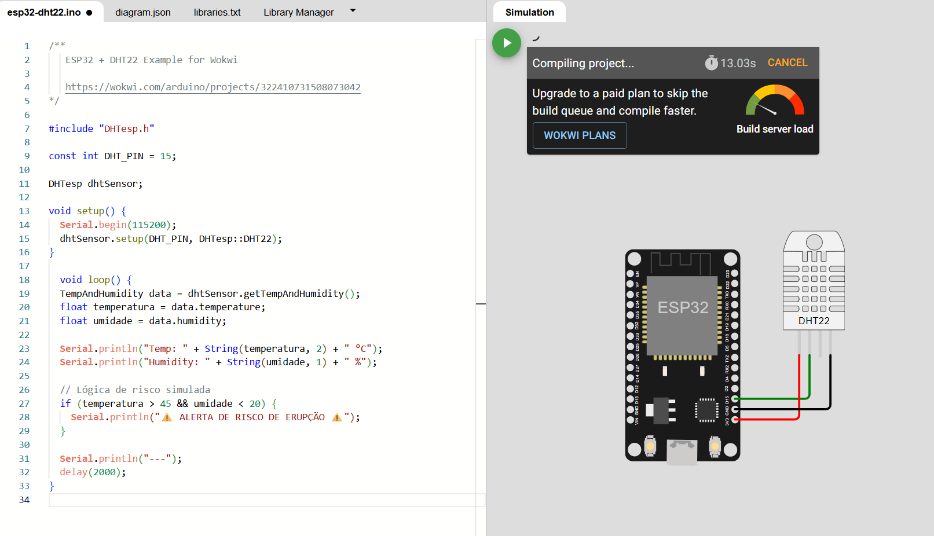 esp32-dht22.ino ●
diagram.json
libraries.txt
Library Manager
Simulation
1 /**
2 ESP32 + DHT22 Example for Wokwi
3
4 https://wokwi.com/arduino/projects/322410731508073042
5 */
6
7 #include "DHTesp.h"
8
9 const int DHT_PIN = 15;
10
11 DHTesp dhtSensor;
12
13 void setup() {
14 Serial.begin(115200);
15 dhtSensor.setup(DHT_PIN, DHTesp::DHT22);
16 }
17
18 void loop() {
19 TempAndHumidity data = dhtSensor.getTempAndHumidity();
20 float temperatura = data.temperature;
21 float umidade = data.humidity;
22
23 Serial.println("Temp: " + String(temperatura, 2) + " °C");
24 Serial.println("Humidity: " + String(umidade, 1) + " %");
25
26 // Lógica de risco simulada
27 if (temperatura > 45 && umidade < 20) {
28 Serial.println("⚠️ ALERTA DE RISCO DE ERUPÇÃO ⚠️");
29 }
30
31 Serial.println("---");
32 delay(2000);
33 }
34
Compiling project...
13.03s
CANCEL
Upgrade to a paid plan to skip the
build queue and compile faster.
WOKWI PLANS
Build server load
ESP32
DHT22